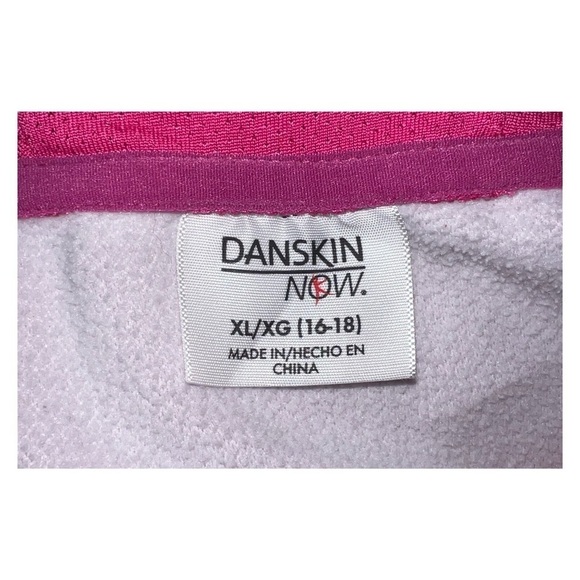 DANSKIN
NOW.
XL/XG (16-18)
MADE IN/HECHO EN
CHINA